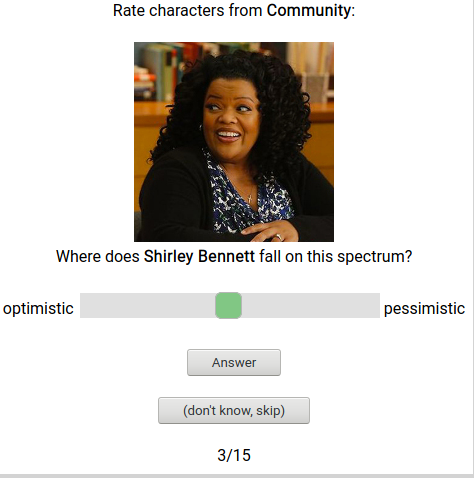 Rate characters from Community:
Where does Shirley Bennett fall on this spectrum?
optimistic pessimistic
Answer
(don't know, skip)
3/15